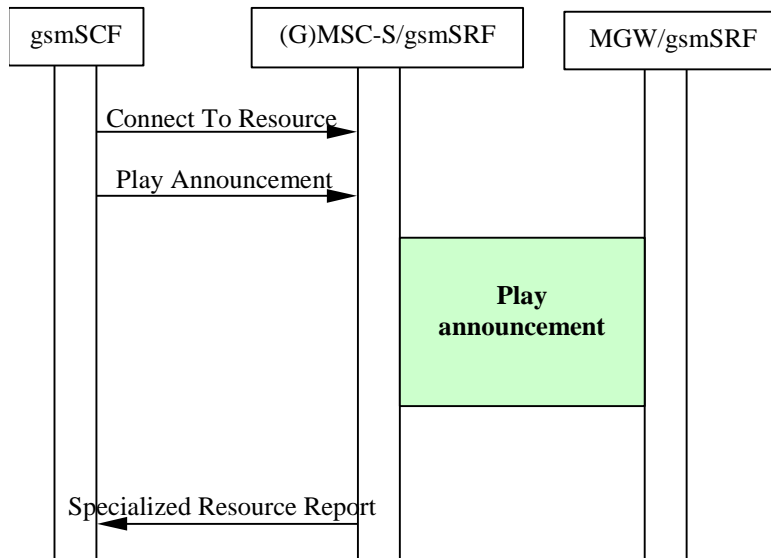 gsmSCF
(G)MSC-S/gsmSRF
MGW/gsmSRF
Connect To Resource
Play Announcement
Play
announcement
Specialized Resource Report